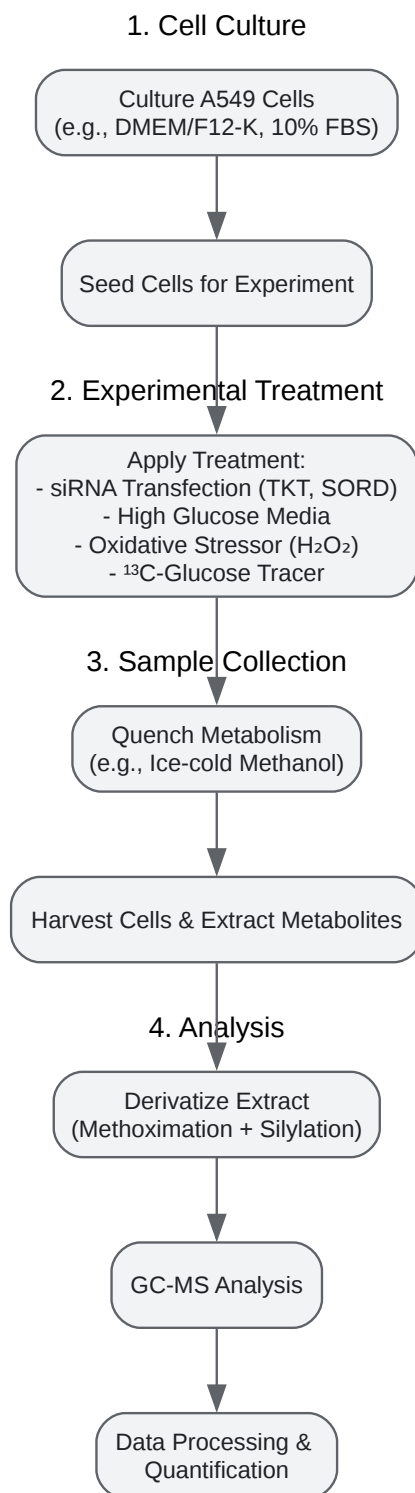 1. Cell Culture
Culture A549 Cells
(e.g., DMEM/F12-K, 10% FBS)
Seed Cells for Experiment
2. Experimental Treatment
Apply Treatment:
- siRNA Transfection (TKT, SORD)
- High Glucose Media
- Oxidative Stressor (H₂O₂)
- ¹³C-Glucose Tracer
3. Sample Collection
Quench Metabolism
(e.g., Ice-cold Methanol)
Harvest Cells & Extract Metabolites
4. Analysis
Derivatize Extract
(Methoximation + Silylation)
GC-MS Analysis
Data Processing &
Quantification